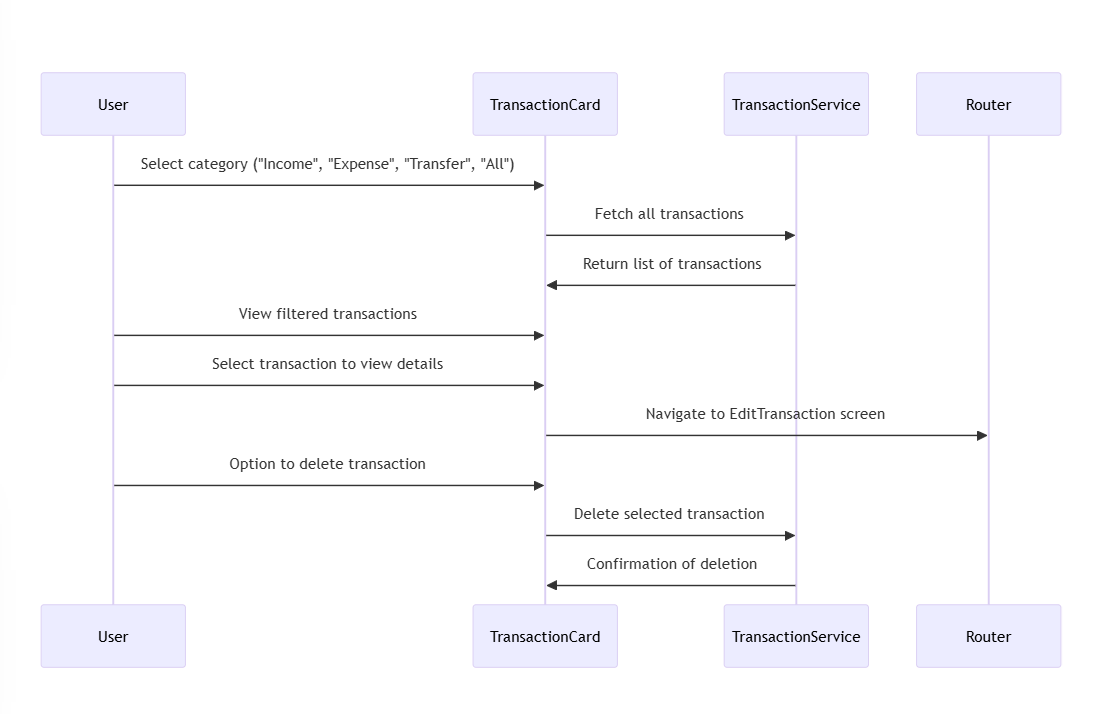 User
TransactionCard
TransactionService
Router
Select category ("Income", "Expense", "Transfer", "All")
Fetch all transactions
Return list of transactions
View filtered transactions
Select transaction to view details
Navigate to EditTransaction screen
Option to delete transaction
Delete selected transaction
Confirmation of deletion
User
TransactionCard
TransactionService
Router